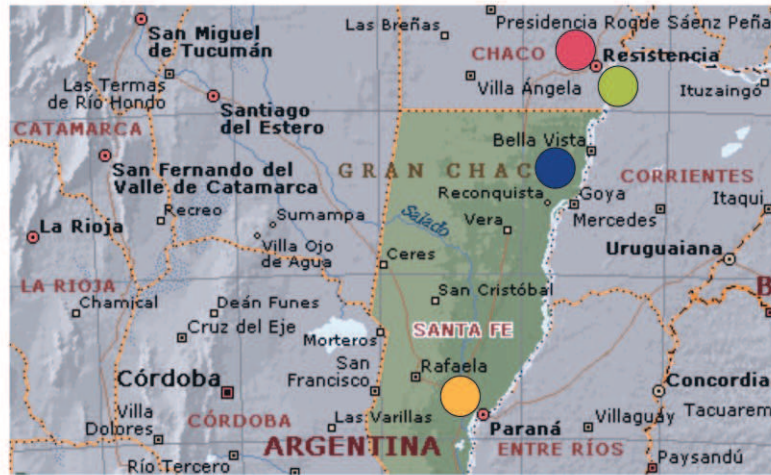 San Miguel
de Tucumán
Las Breñas
Presidencia Roque Sáenz Peña
CHACO
Resistencia
Las Termas
de Río Hondo
Villa Ángela
Ituzaingó
Santiago
del Estero
CATAMARCA
Bella Vista
San Fernando del
Valle de Catamarca
GRAN CHAC
CORRIENTES
Reconquista
Goya
Itaqui
Recreo
Sumampa
Salado
Mercedes
La Rioja
Vera
Villa Ojo
de Agua
Ceres
Uruguaiana
LA RIOJA
B
Chamical
Deán Funes
San Cristóbal
Cruz del Eje
Morteros
SANTA FE
San
Francisco
Rafaela
Córdoba
Concordia
Villa
Dolores
CÓRDOBA
Las Varillas
Paraná
Villaguay
Tacuarem
ARGENTINA
ENTRE RÍOS
Río Tercero
Paysandú